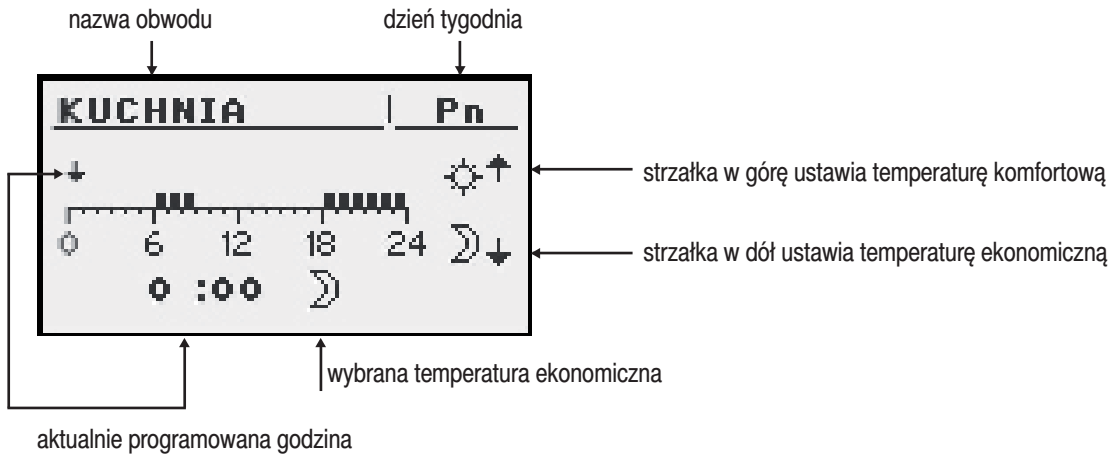 nazwa obwodu
dzień tygodnia
KUCHNIA Pn
strzałka w górę ustawia temperaturę komfortową
0 6 12 18 24
strzałka w dół ustawia temperaturę ekonomiczną
0 :00
wybrana temperatura ekonomiczna
aktualnie programowana godzina